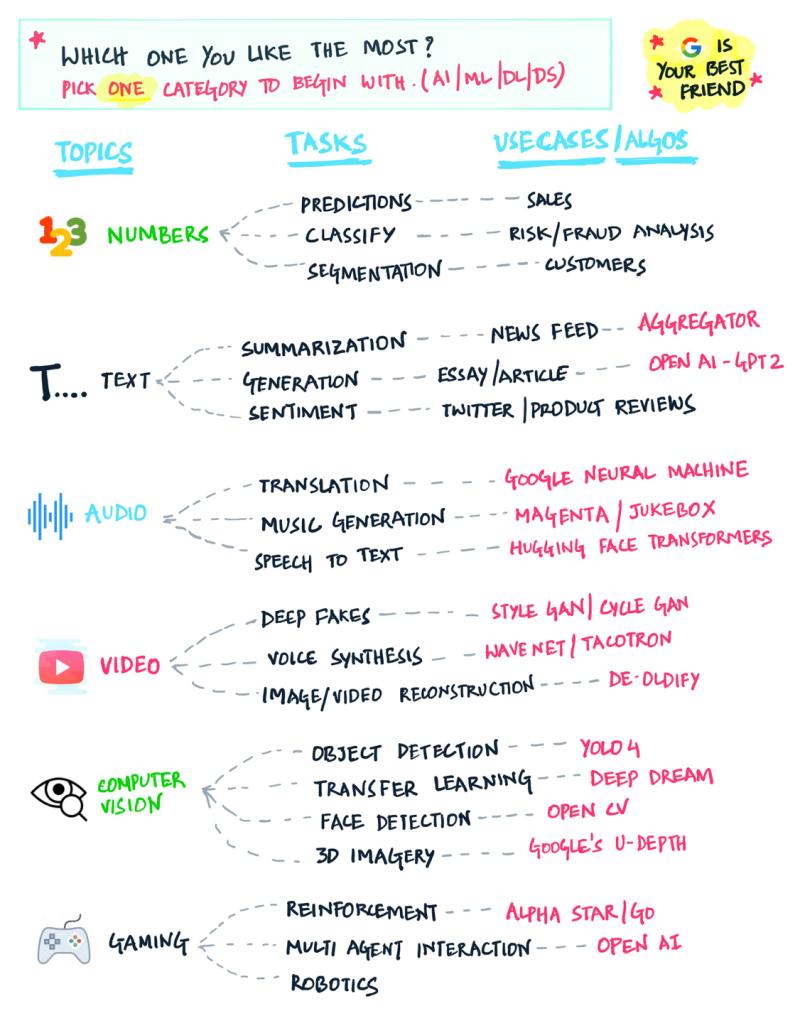 WHICH ONE YOU LIKE THE MOST?
PICK ONE CATEGORY TO BEGIN WITH. (AI|ML|DL|DS)
G IS
YOUR BEST
FRIEND
TOPICS TASKS USECASES/ALGOS
PREDICTIONS SALES
123 NUMBERS CLASSIFY RISK/FRAUD ANALYSIS
SEGMENTATION CUSTOMERS
SUMMARIZATION NEWS FEED AGGREGATOR
T.... TEXT GENERATION ESSAY/ARTICLE OPEN AI-GPT2
SENTIMENT TWITTER|PRODUCT REVIEWS
TRANSLATION GOOGLE NEURAL MACHINE
AUDIO MUSIC GENERATION MAGENTA/JUKEBOX
SPEECH TO TEXT HUGGING FACE TRANSFORMERS
DEEP FAKES STYLE GAN|CYCLE GAN
VIDEO VOICE SYNTHESIS WAVENET/TACOTRON
IMAGE/VIDEO RECONSTRUCTION DE-OLDIFY
OBJECT DETECTION YOLO 4
COMPUTER TRANSFER LEARNING DEEP DREAM
VISION FACE DETECTION OPEN CV
3D IMAGERY GOOGLE'S U-DEPTH
REINFORCEMENT ALPHA STAR/GO
GAMING MULTI AGENT INTERACTION OPEN AI
ROBOTICS